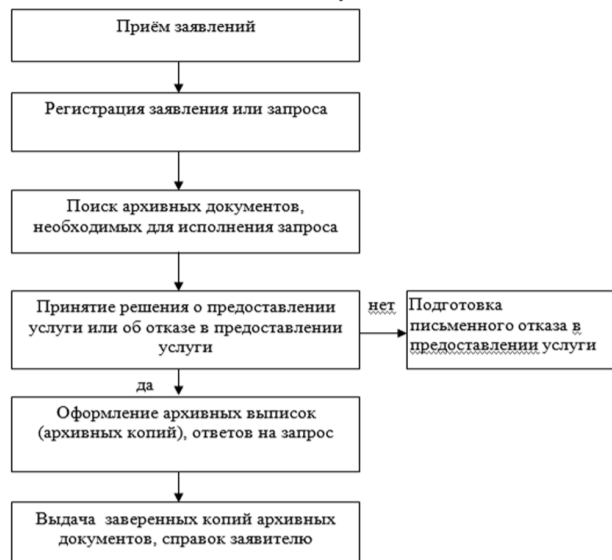 Приём заявлений
Регистрация заявления или запроса
Поиск архивных документов,
необходимых для исполнения запроса
Принятие решения о предоставлении
услуги или об отказе в предоставлении
услуги
нет
Подготовка
письменного отказа в
предоставлении услуги
да
Оформление архивных выписок
(архивных копий), ответов на запрос
Выдача заверенных копий архивных
документов, справок заявителю